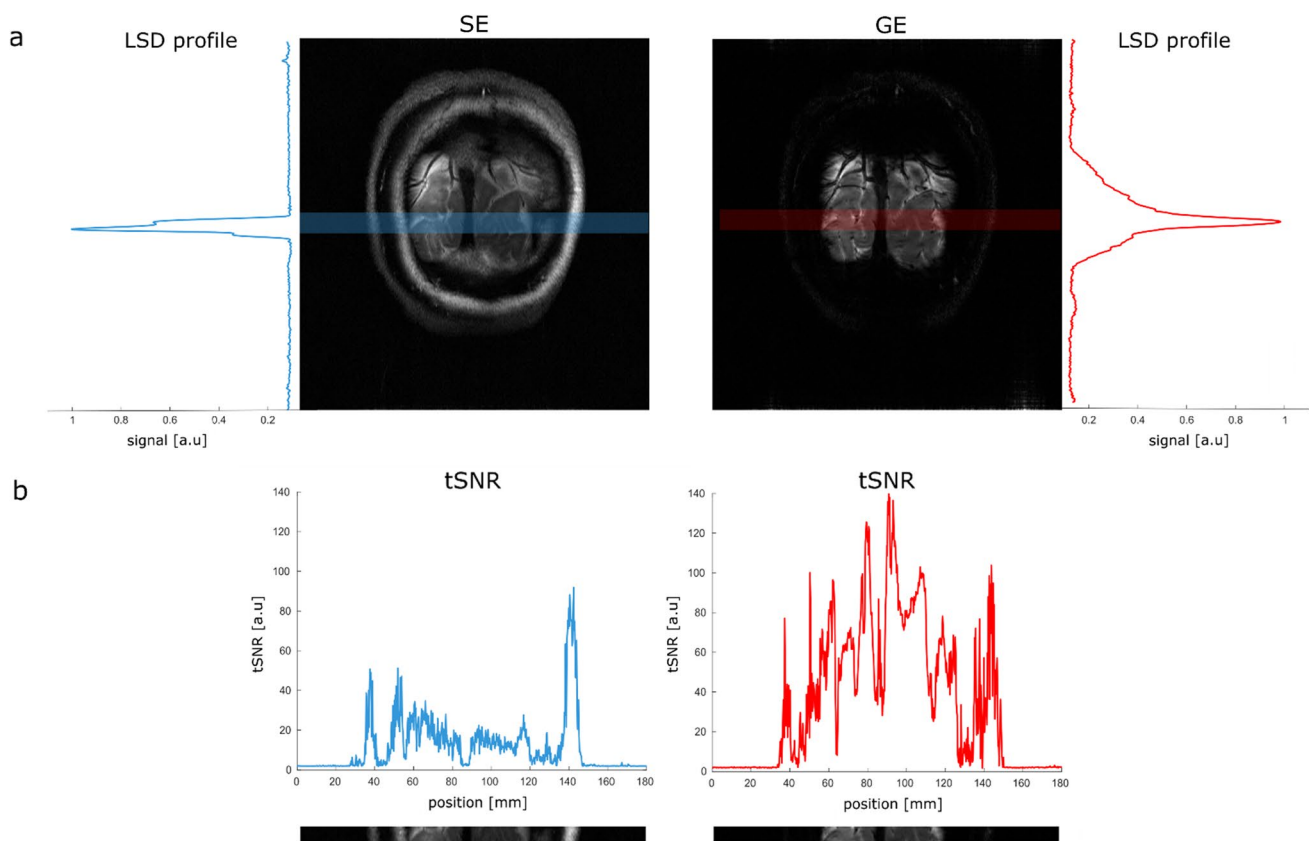 a
LSD profile
SE
GE
LSD profile
1 0.8 0.6 0.4 0.2
signal [a.u]
0.2 0.4 0.6 0.8 1
signal [a.u]
b
tSNR
140
120
100
80
60
40
20
0
tSNR [a.u]
0 20 40 60 80 100 120 140 160 180
position [mm]
tSNR
140
120
100
80
60
40
20
0
tSNR [a.u]
0 20 40 60 80 100 120 140 160 180
position [mm]